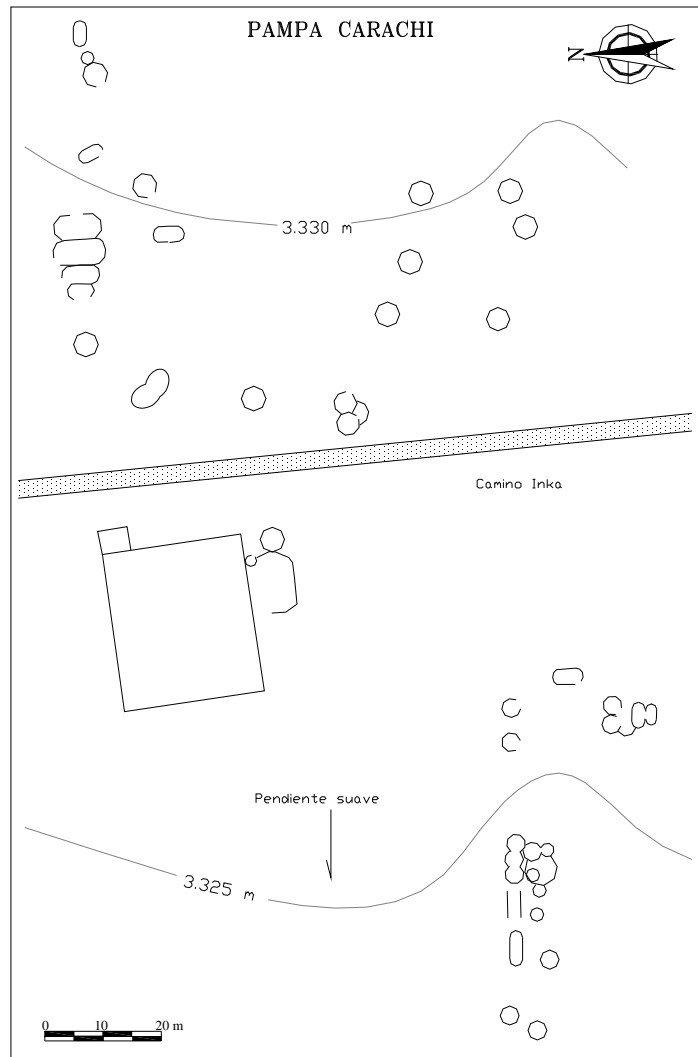 PAMPA CARACHI
N
3.330 m
Camino Inka
Pendiente suave
3.325 m
0 10 20 m